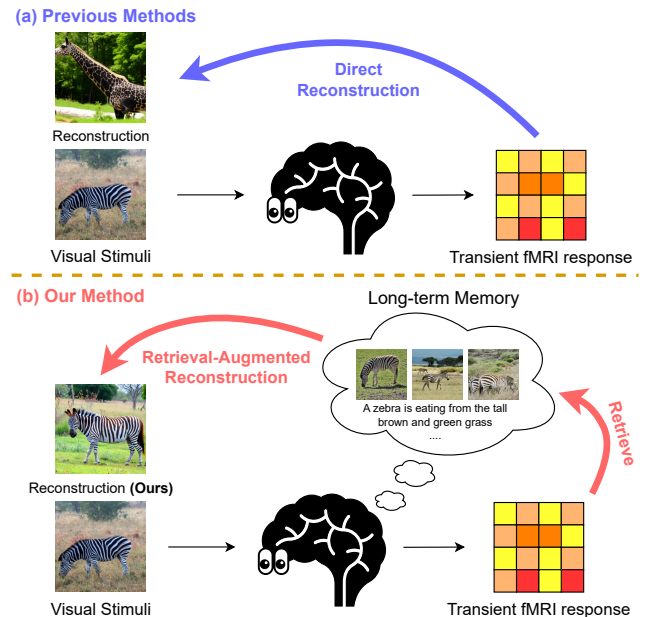 (a) Previous Methods
Direct
Reconstruction
Reconstruction
Visual Stimuli
Transient fMRI response
(b) Our Method
Long-term Memory
Retrieval-Augmented
Reconstruction
A zebra is eating from the tall
brown and green grass
....
Retrieve
Reconstruction (Ours)
Visual Stimuli
Transient fMRI response